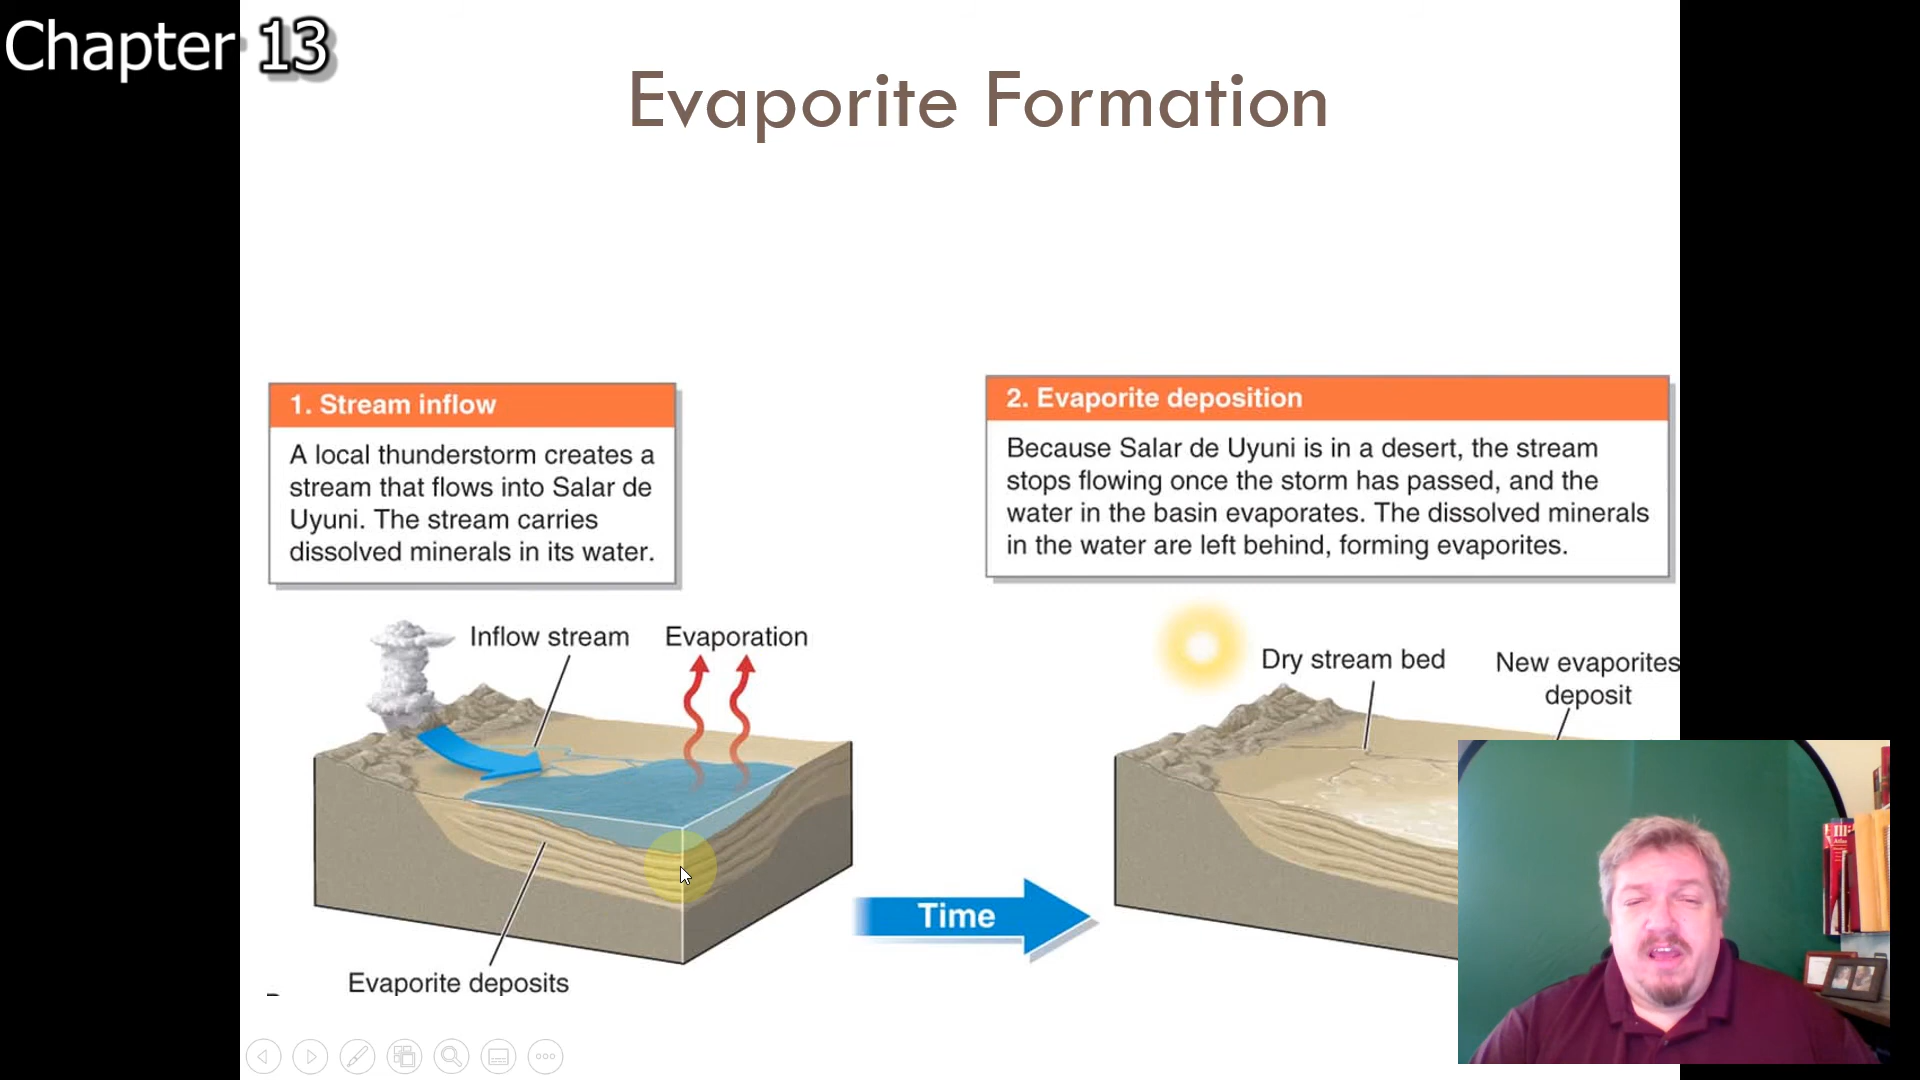 Chapter 13
Evaporite Formation
1. Stream inflow
A local thunderstorm creates a
stream that flows into Salar de
Uyuni. The stream carries
dissolved minerals in its water.
2. Evaporite deposition
Because Salar de Uyuni is in a desert, the stream
stops flowing once the storm has passed, and the
water in the basin evaporates. The dissolved minerals
in the water are left behind, forming evaporites.
Inflow stream
Evaporation
Evaporite deposits
Time
Dry stream bed
New evaporites
deposit